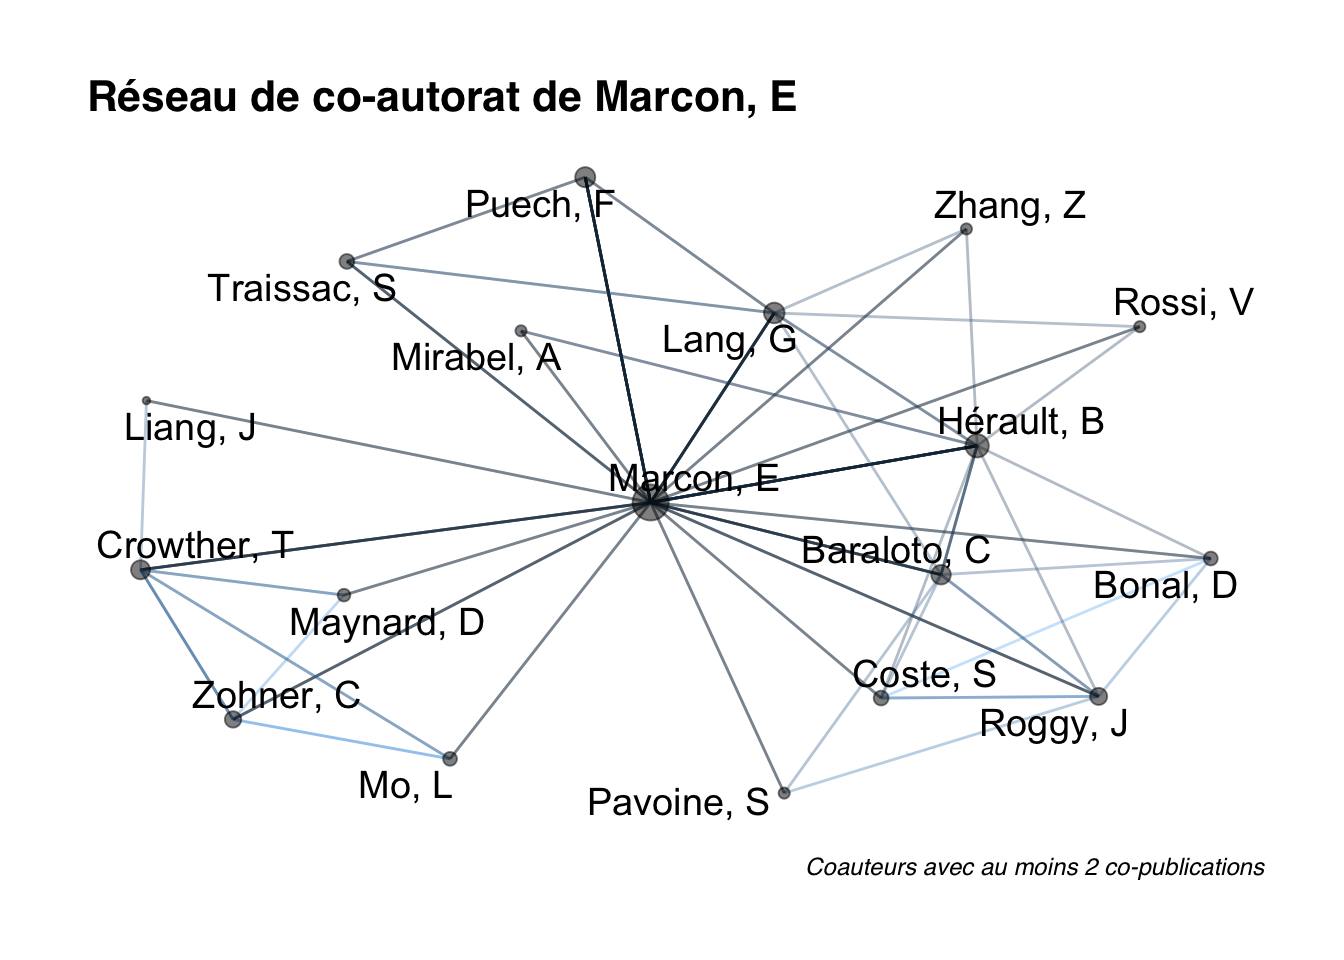 Réseau de co-autorat de Marcon, E
Puech, F
Zhang, Z
Traissac, S
Rossi, V
Lang, G
Mirabel, A
Liang, J
Hérault, B
Marcon, E
Crowther, T
Baraloto, C
Bonal, D
Maynard, D
Coste, S
Zohner, C
Roggy, J
Mo, L
Pavoine, S
Coauteurs avec au moins 2 co-publications